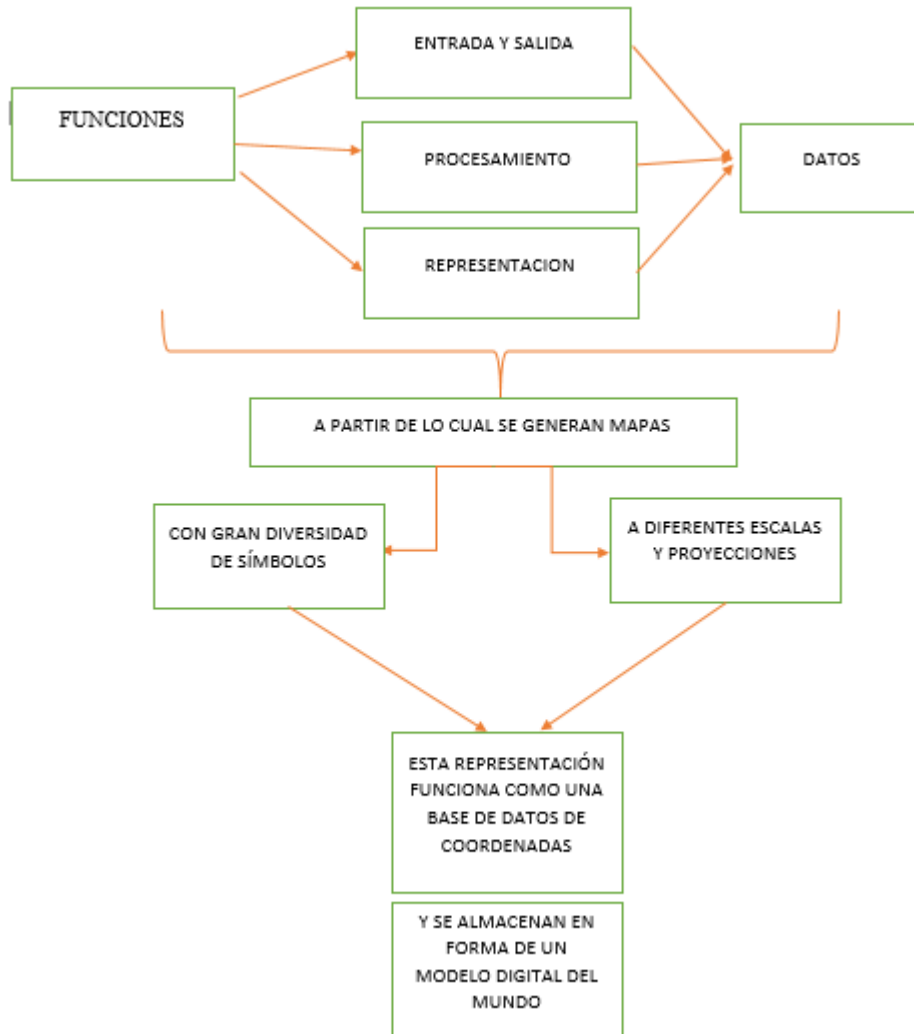 ENTRADA Y SALIDA
FUNCIONES
PROCESAMIENTO
DATOS
REPRESENTACION
A PARTIR DE LO CUAL SE GENERAN MAPAS
CON GRAN DIVERSIDAD
DE SÍMBOLOS
A DIFERENTES ESCALAS
Y PROYECCIONES
ESTA REPRESENTACIÓN
FUNCIONA COMO UNA
BASE DE DATOS DE
COORDENADAS
Y SE ALMACENAN EN
FORMA DE UN
MODELO DIGITAL DEL
MUNDO